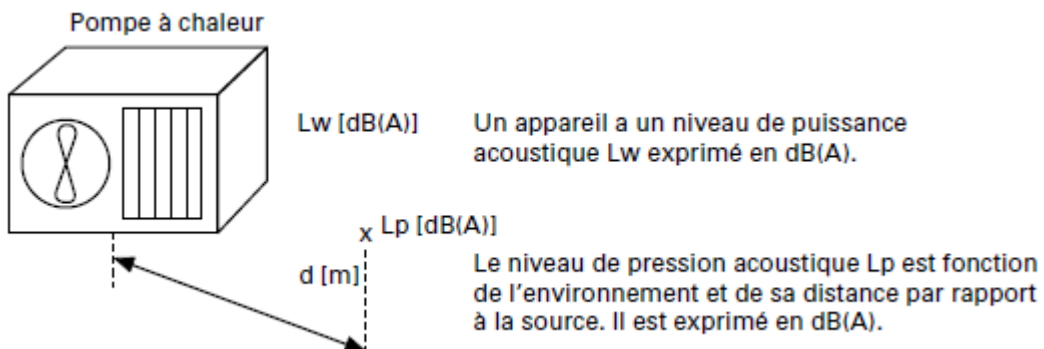 Pompe à chaleur
Lw [dB(A)]
Un appareil a un niveau de puissance
acoustique Lw exprimé en dB(A).
x Lp [dB(A)]
d [m]
Le niveau de pression acoustique Lp est fonction
de l'environnement et de sa distance par rapport
à la source. Il est exprimé en dB(A).